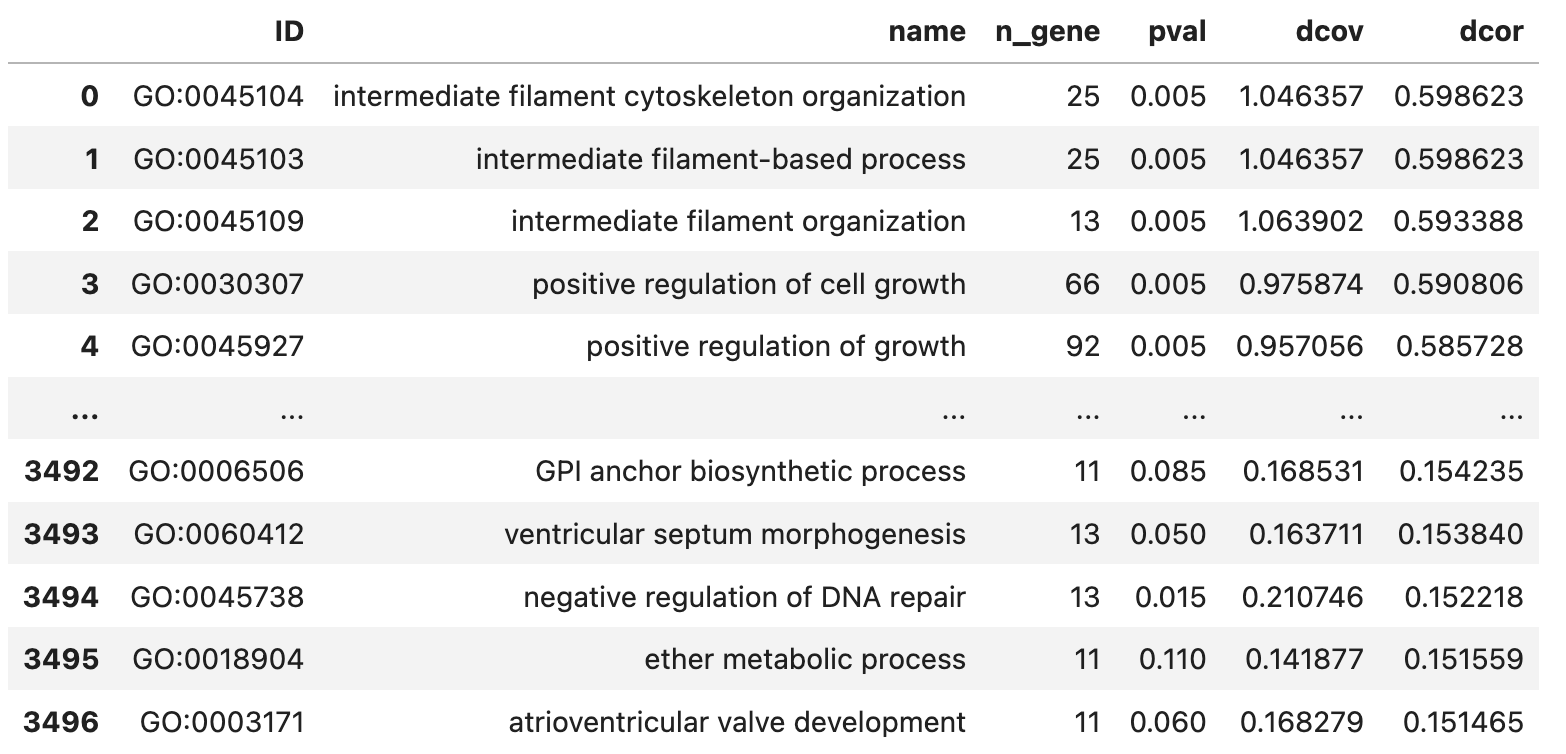 ID name n_gene pval dcov dcor
0 GO:0045104 intermediate filament cytoskeleton organization 25 0.005 1.046357 0.598623
1 GO:0045103 intermediate filament-based process 25 0.005 1.046357 0.598623
2 GO:0045109 intermediate filament organization 13 0.005 1.063902 0.593388
3 GO:0030307 positive regulation of cell growth 66 0.005 0.975874 0.590806
4 GO:0045927 positive regulation of growth 92 0.005 0.957056 0.585728
... ... ... ... ... ... ...
3492 GO:0006506 GPI anchor biosynthetic process 11 0.085 0.168531 0.154235
3493 GO:0060412 ventricular septum morphogenesis 13 0.050 0.163711 0.153840
3494 GO:0045738 negative regulation of DNA repair 13 0.015 0.210746 0.152218
3495 GO:0018904 ether metabolic process 11 0.110 0.141877 0.151559
3496 GO:0003171 atrioventricular valve development 11 0.060 0.168279 0.151465